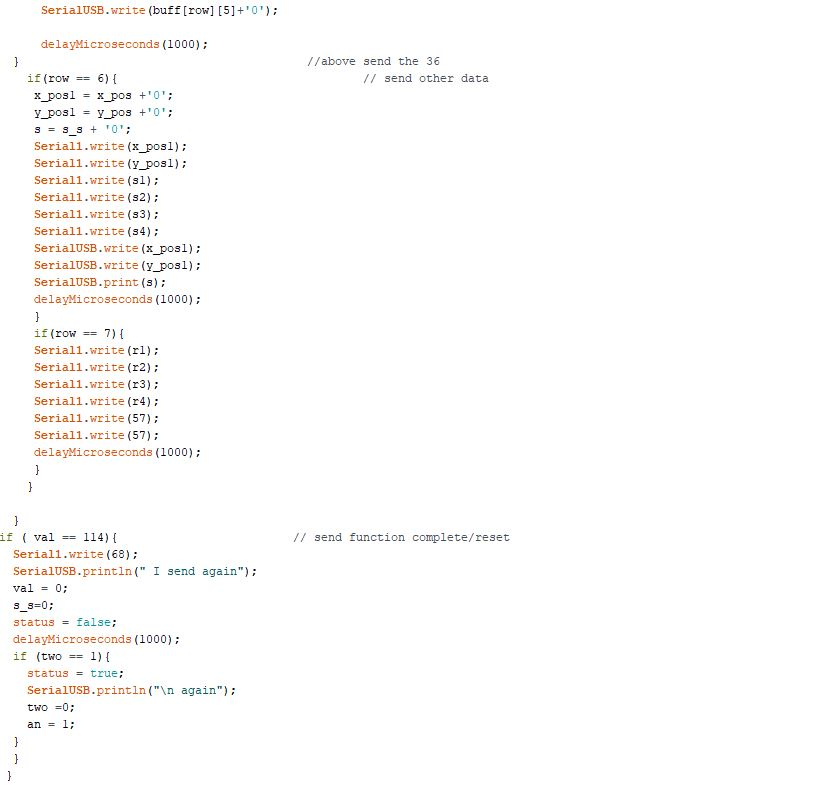 SerialUSB.write(buff[row][5]+'0');
delayMicroseconds(1000);
} //above send the 36
if(row == 6){ // send other data
x_pos1 = x_pos +'0';
y_pos1 = y_pos +'0';
s = s_s + '0';
Serial1.write(x_pos1);
Serial1.write(y_pos1);
Serial1.write(s1);
Serial1.write(s2);
Serial1.write(s3);
Serial1.write(s4);
SerialUSB.write(x_pos1);
SerialUSB.write(y_pos1);
SerialUSB.print(s);
delayMicroseconds(1000);
}
if(row == 7){
Serial1.write(r1);
Serial1.write(r2);
Serial1.write(r3);
Serial1.write(r4);
Serial1.write(57);
Serial1.write(57);
delayMicroseconds(1000);
}
}
}
if ( val == 114){ // send function complete/reset
Serial1.write(68);
SerialUSB.println(" I send again");
val = 0;
s_s=0;
status = false;
delayMicroseconds(1000);
if (two == 1){
status = true;
SerialUSB.println("\n again");
two =0;
an = 1;
}
}
}